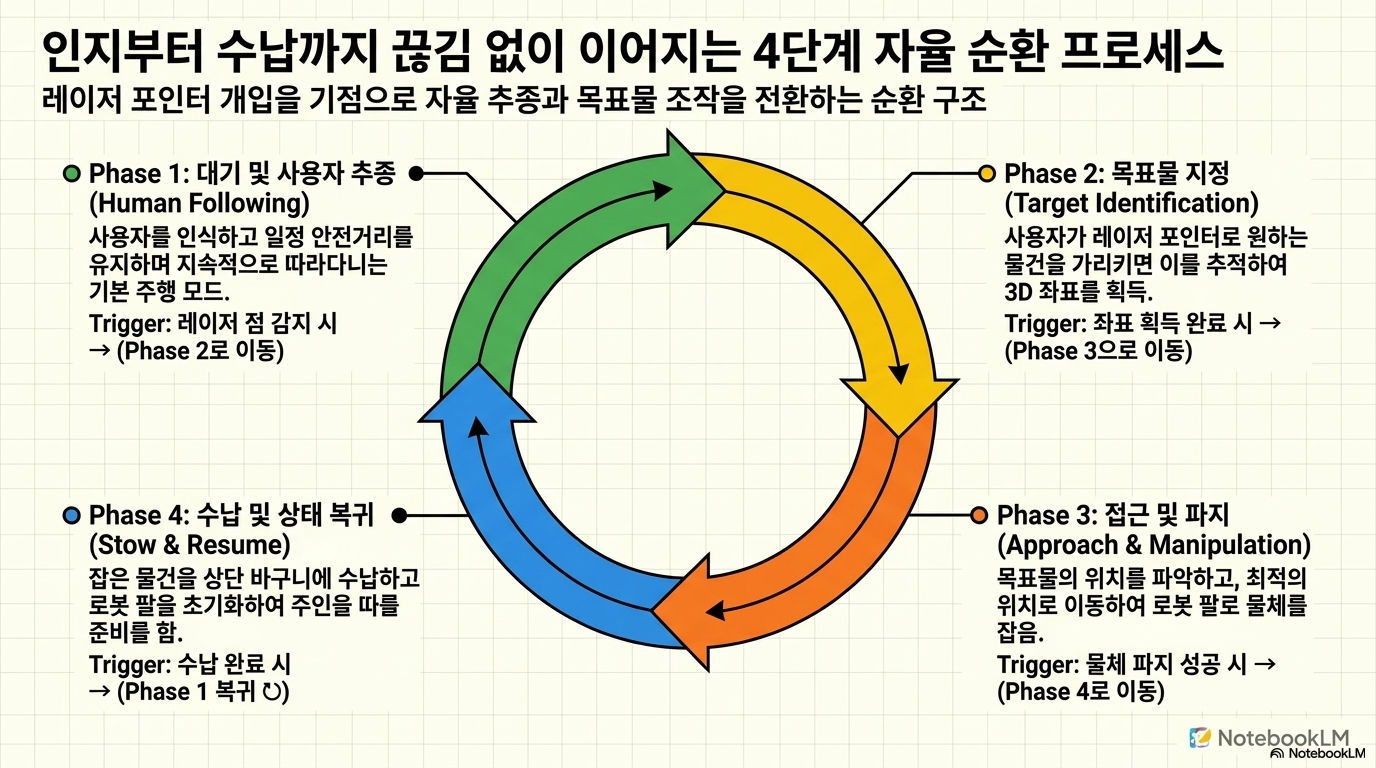 인지부터 수납까지 끊김 없이 이어지는 4단계 자율 순환 프로세스
레이저 포인터 개입을 기점으로 자율 추종과 목표물 조작을 전환하는 순환 구조
Phase 1: 대기 및 사용자 추종
(Human Following)
사용자를 인식하고 일정 안전거리를
유지하며 지속적으로 따라다니는
기본 주행 모드.
Trigger: 레이저 점 감지 시
→ (Phase 2로 이동)
Phase 2: 목표물 지정
(Target Identification)
사용자가 레이저 포인터로 원하는
물건을 가리키면 이를 추적하여
3D 좌표를 획득.
Trigger: 좌표 획득 완료 시 →
(Phase 3으로 이동)
Phase 3: 접근 및 파지
(Approach & Manipulation)
목표물의 위치를 파악하고, 최적의
위치로 이동하여 로봇 팔로 물체를
잡음.
Trigger: 물체 파지 성공 시 →
(Phase 4로 이동)
Phase 4: 수납 및 상태 복귀
(Stow & Resume)
잡은 물건을 상단 바구니에 수납하고
로봇 팔을 초기화하여 주인을 따를
준비를 함.
Trigger: 수납 완료 시
→ (Phase 1 복귀 ↻)
NotebookLM
NotebookLM